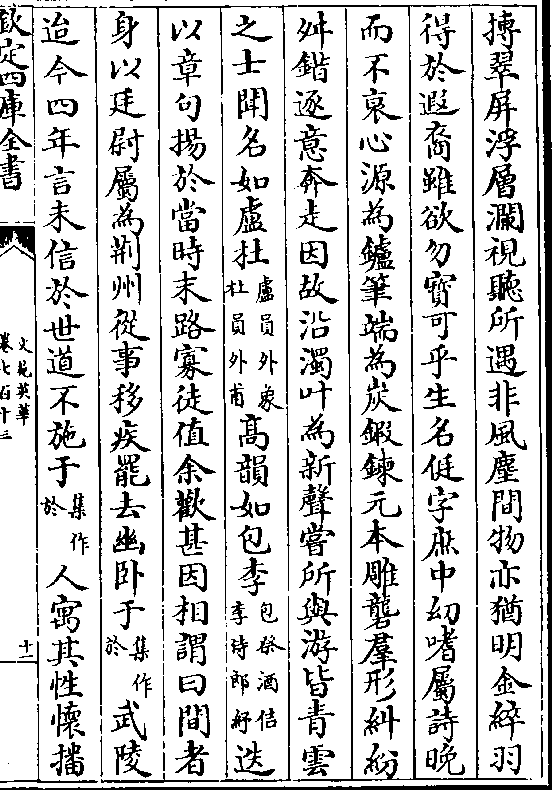 摶翠屏浮層瀾視聽所遇非風塵間物亦猶明金綷羽
得於遐裔雖欲勿寶可乎生名侹字庶中幼嗜屬詩晚
而不衰心源為鑪筆端為炭鍜鍊元本雕礱羣形糾紛
舛錯逐意奔走因故沿濁叶為新聲嘗所與游皆青雲
之士聞名如盧杜盧員外象杜員外甫高韻如包李包祭酒佶李侍郎紓迭
以章句揚於當時末路寡徒值余歡甚因相謂曰間者
身以廷尉屬為荆州從事移疾罷去幽卧于集作於武陵
迨今四年言未信於世道不施于集作於人寓其性懷播
欽定四庫全書
文苑英華
卷七百十三
十一